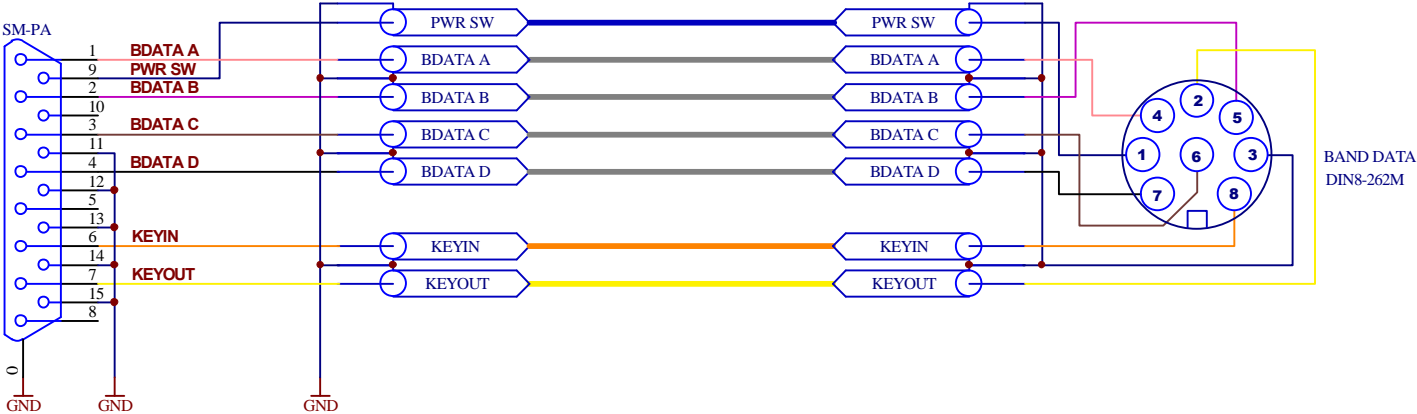 SM-PA
1 BDATA A
9 PWR SW
2 BDATA B
10
3 BDATA C
11
4 BDATA D
12
5
13
6 KEYIN
14
7 KEYOUT
15
8
0
GND GND GND
PWR SW PWR SW
BDATA A BDATA A
BDATA B BDATA B
BDATA C BDATA C
BDATA D BDATA D
KEYIN KEYIN
KEYOUT KEYOUT
2
4 5
1 6 3
7 8
BAND DATA
DIN8-262M